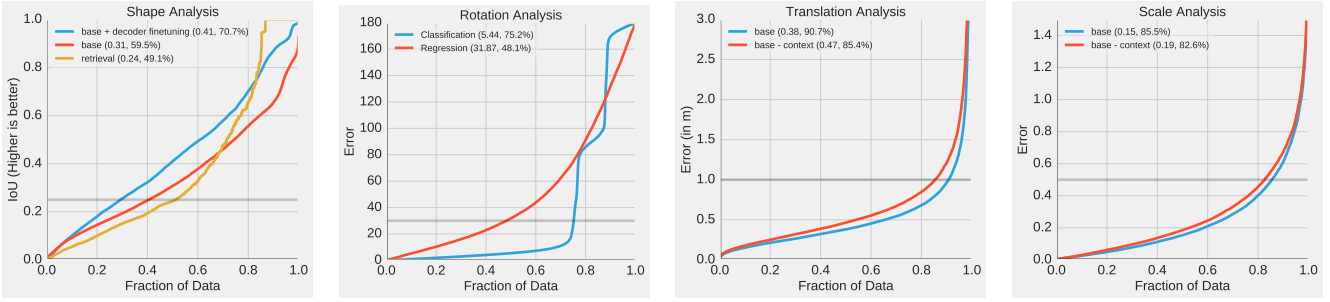 Shape Analysis
base + decoder finetuning (0.41, 70.7%)
base (0.31, 59.5%)
retrieval (0.24, 49.1%)
IoU (Higher is better)
1.0
0.8
0.6
0.4
0.2
0.0
0.0 0.2 0.4 0.6 0.8 1.0
Fraction of Data
Rotation Analysis
Classification (5.44, 75.2%)
Regression (31.87, 48.1%)
Error
180
160
140
120
100
80
60
40
20
0
0.0 0.2 0.4 0.6 0.8 1.0
Fraction of Data
Translation Analysis
base (0.38, 90.7%)
base - context (0.47, 85.4%)
Error (in m)
3.0
2.5
2.0
1.5
1.0
0.5
0.0
0.0 0.2 0.4 0.6 0.8 1.0
Fraction of Data
Scale Analysis
base (0.15, 85.5%)
base - context (0.19, 82.6%)
Error
1.4
1.2
1.0
0.8
0.6
0.4
0.2
0.0
0.0 0.2 0.4 0.6 0.8 1.0
Fraction of Data